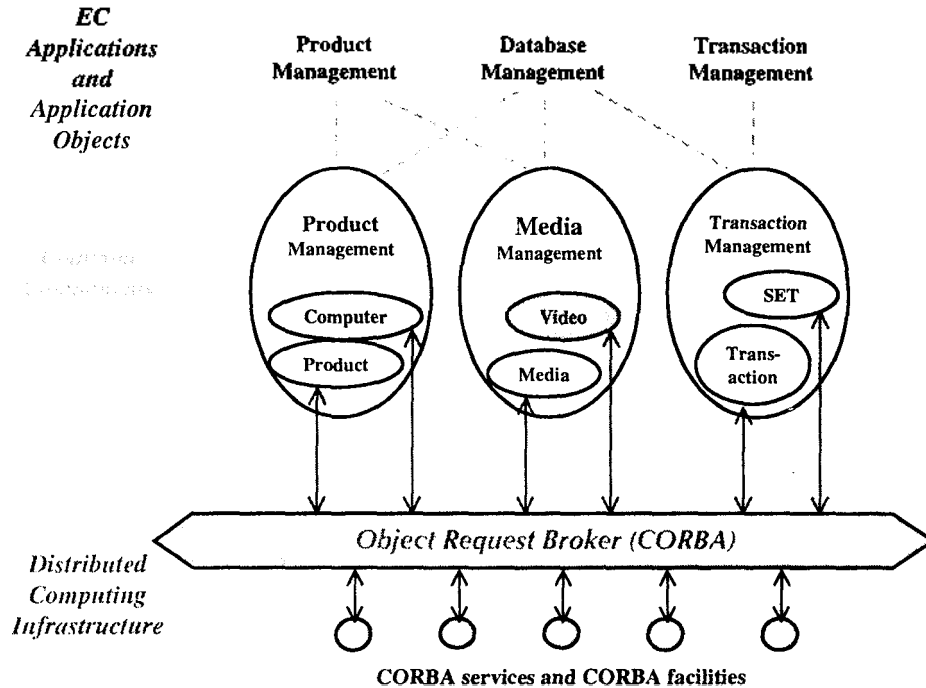 EC
Applications
and
Application
Objects
Product
Management
Database
Management
Transaction
Management
Product
Management
Media
Management
Transaction
Management
Computer
Product
Video
Media
SET
Trans-
action
Object Request Broker (CORBA)
Distributed
Computing
Infrastructure
CORBA services and CORBA facilities